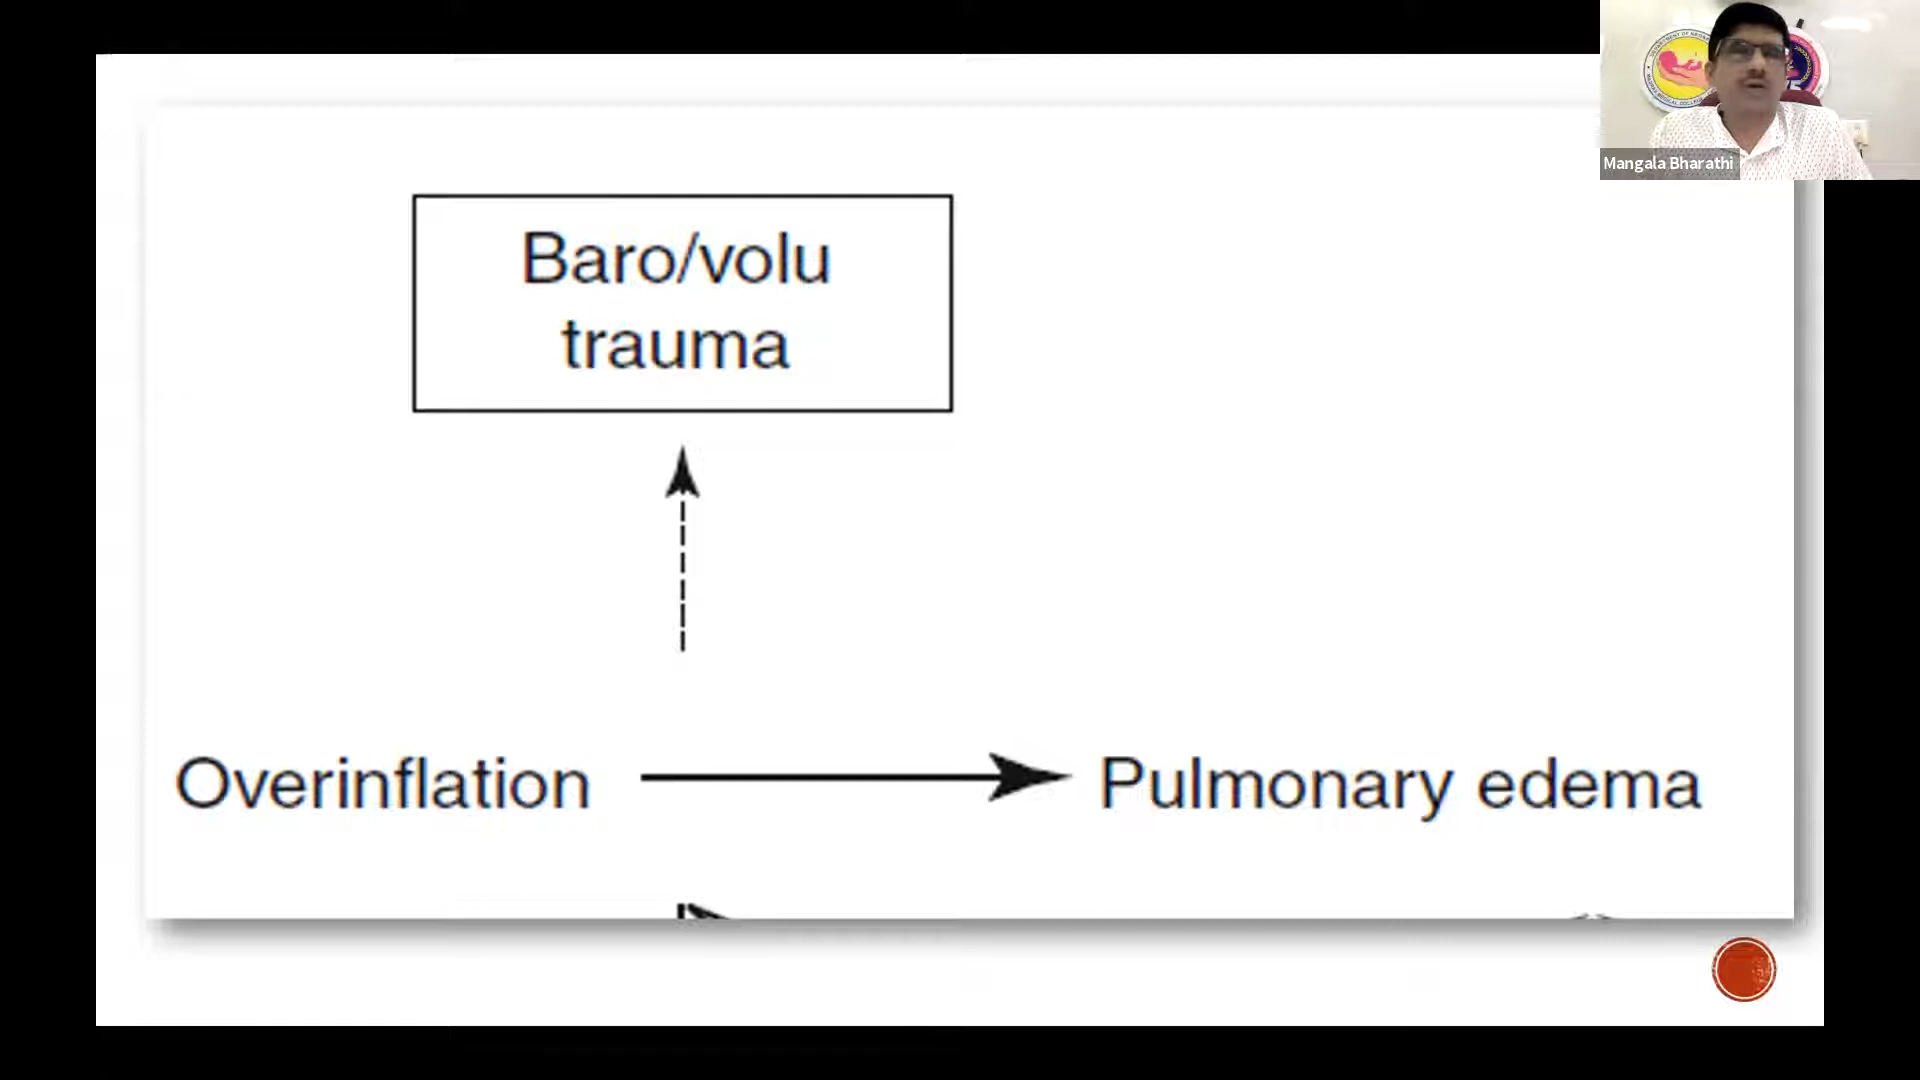 Baro/volu
trauma
Overinflation
Pulmonary edema
Mangala Bharathi